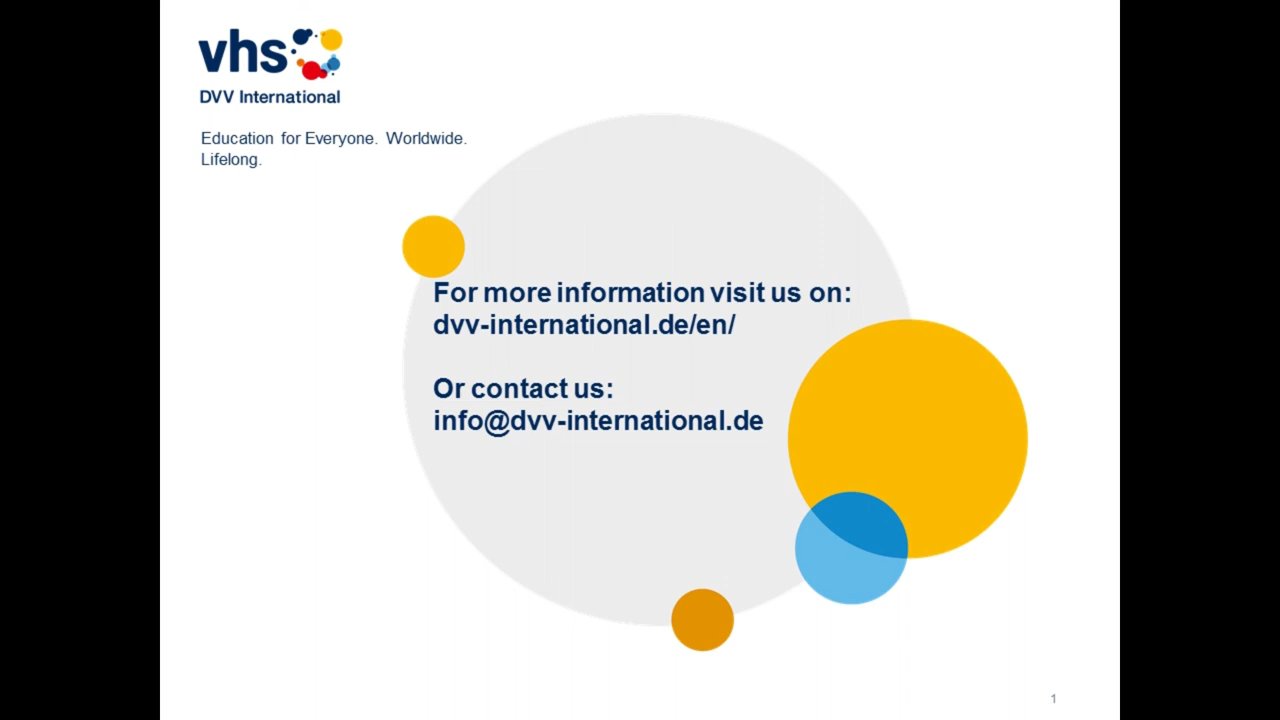 vhs
DVV International
Education for Everyone. Worldwide.
Lifelong.
For more information visit us on:
dvv-international.de/en/
Or contact us:
info@dvv-international.de
1